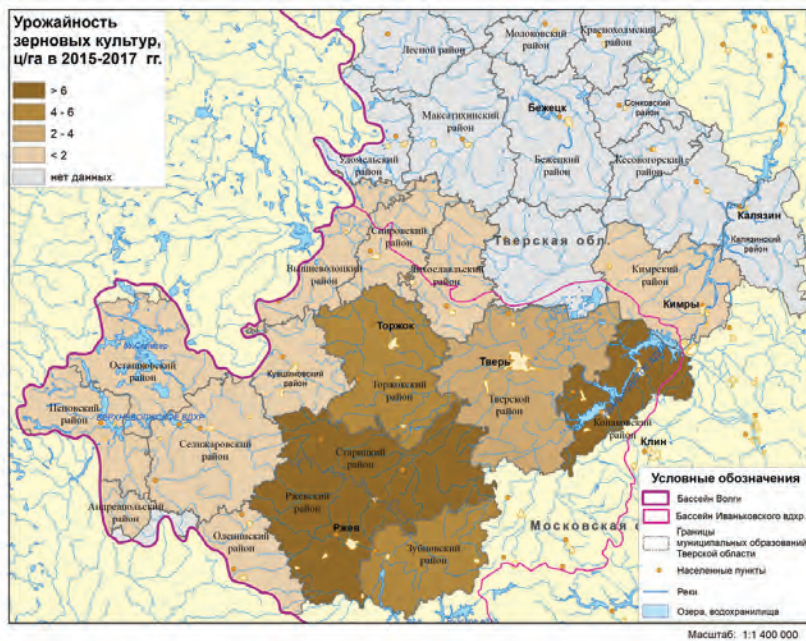 Урожайность
зерновых культур,
ц/га в 2015-2017 гг.
> 6
4 - 6
2 - 4
< 2
нет данных
Лесной район
Молоковский
район
Краснохолмский
район
Максатихинский
район
Бежецк
Сонковский
район
Бежецкий
район
Кесовогорский
район
Удомельский
район
Калязин
Калязинский
район
Спировский
район
Тверская обл.
Вышневолоцкий
район
Лихославльский
район
Кимрский
район
Кимры
Торжок
Осташковский
район
Кувшиновский
район
Торжокский
район
Тверь
Тверской
район
Пеновский
район
ВЕРХНЕВОЛЖСКОЕ ВДХР.
Конаковский
район
Селижаровский
район
Старицкий
район
Клин
Андреапольский
район
Ржевский
район
Ржев
Оленинский
район
Зубцовский
район
Московская
Условные обозначения
Бассейн Волги
Бассейн Иваньковского вдхр.
Границы
муниципальных образований
Тверской области
Населенные пункты
Реки
Озера, водохранилища
Масштаб: 1:1 400 000